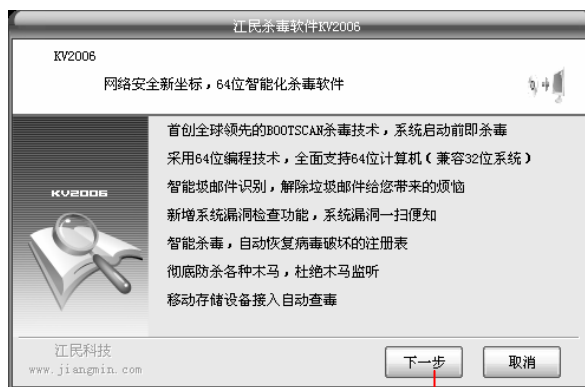 江民杀毒软件KV2006
KV2006
网络安全新坐标，64位智能化杀毒软件
首创全球领先的BOOTSCAN杀毒技术，系统启动前即杀毒
采用64位编程技术，全面支持64位计算机（兼容32位系统）
智能圾邮件识别，解除垃圾邮件给您带来的烦恼
新增系统漏洞检查功能，系统漏洞一扫便知
智能杀毒，自动恢复病毒破坏的注册表
彻底防杀各种木马，杜绝木马监听
移动存储设备接入自动查毒
KV2006
江民科技
www.jiangmin.com
下一步
取消